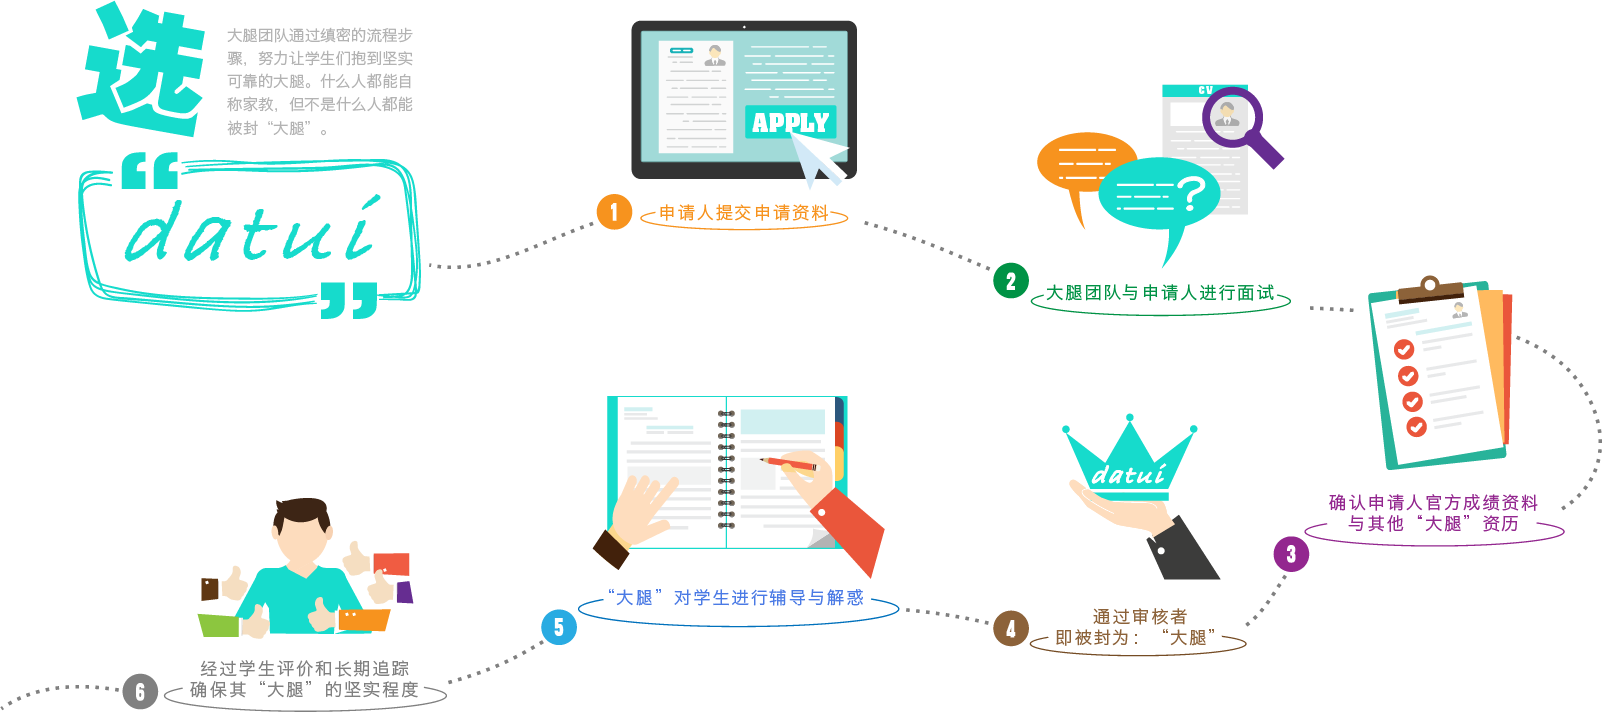 选
大腿团队通过缜密的流程步
骤，努力让学生们抱到坚实
可靠的大腿。什么人都能自
称家教，但不是什么人都能
被封“大腿”。
“datui”
APPLY
1
申请人提交申请资料
CV
?
2
大腿团队与申请人进行面试
确认申请人官方成绩资料
与其他“大腿”资历
3
datui
通过审核者
即被封为：“大腿”
4
“大腿”对学生进行辅导与解惑
5
经过学生评价和长期追踪
确保其“大腿”的坚实程度
6